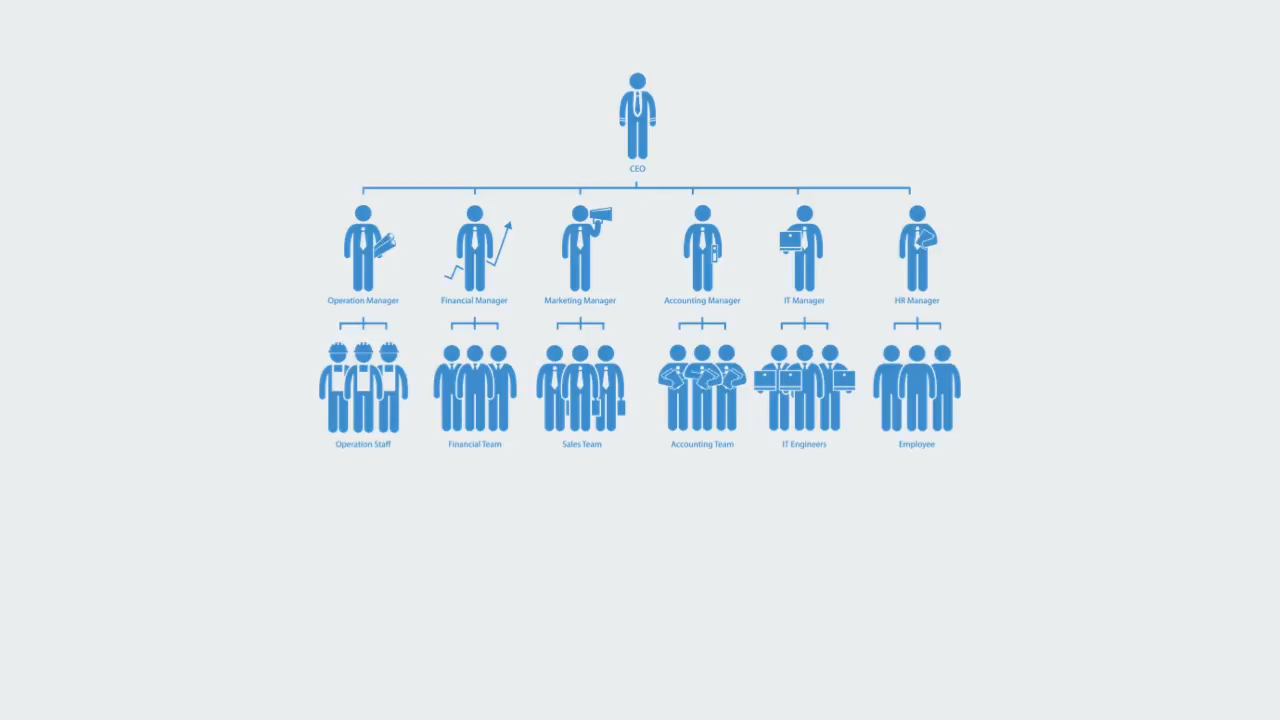 CEO
Operation Manager
Financial Manager
Marketing Manager
Accounting Manager
IT Manager
HR Manager
Operation Staff
Financial Team
Sales Team
Accounting Team
IT Engineers
Employee